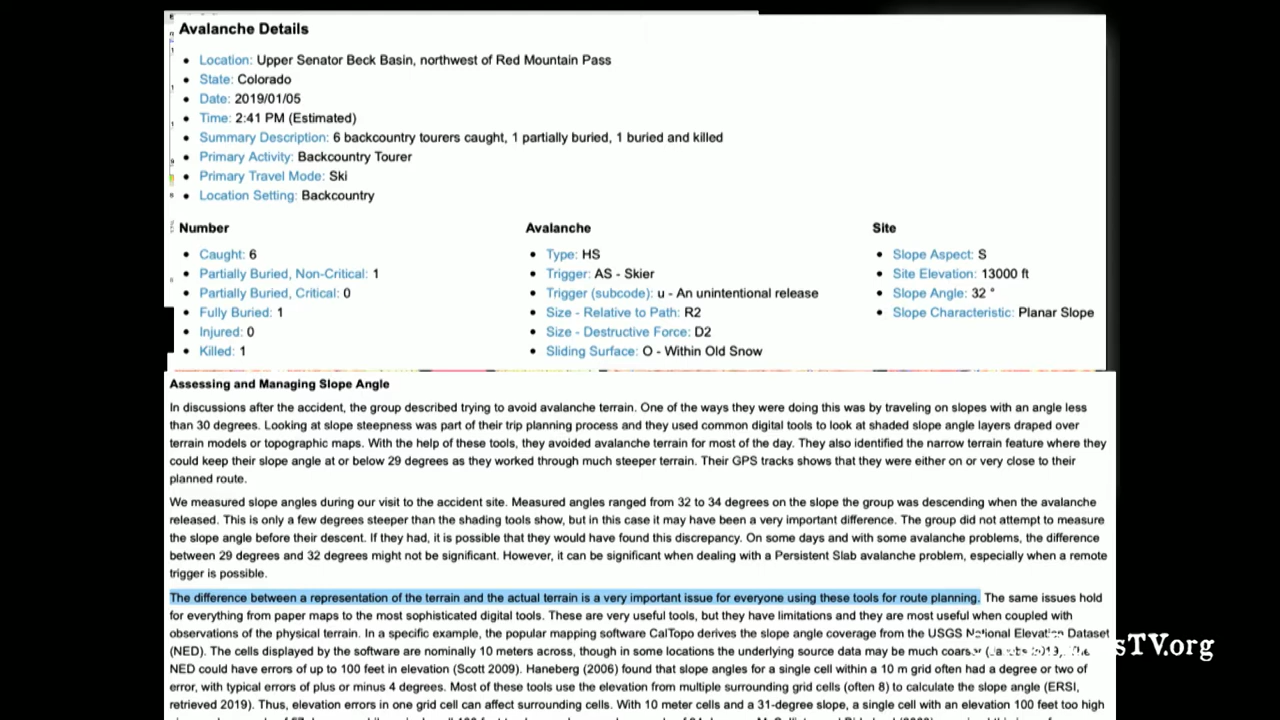 Avalanche Details
Location: Upper Senator Beck Basin, northwest of Red Mountain Pass
State: Colorado
Date: 2019/01/05
Time: 2:41 PM (Estimated)
Summary Description: 6 backcountry tourers caught, 1 partially buried, 1 buried and killed
Primary Activity: Backcountry Tourer
Primary Travel Mode: Ski
Location Setting: Backcountry
Number
Caught: 6
Partially Buried, Non-Critical: 1
Partially Buried, Critical: 0
Fully Buried: 1
Injured: 0
Killed: 1
Avalanche
Type: HS
Trigger: AS - Skier
Trigger (subcode): u - An unintentional release
Size - Relative to Path: R2
Size - Destructive Force: D2
Sliding Surface: O - Within Old Snow
Site
Slope Aspect: S
Site Elevation: 13000 ft
Slope Angle: 32 °
Slope Characteristic: Planar Slope
Assessing and Managing Slope Angle
In discussions after the accident, the group described trying to avoid avalanche terrain. One of the ways they were doing this was by traveling on slopes with an angle less
than 30 degrees. Looking at slope steepness was part of their trip planning process and they used common digital tools to look at shaded slope angle layers draped over
terrain models or topographic maps. With the help of these tools, they avoided avalanche terrain for most of the day. They also identified the narrow terrain feature where they
could keep their slope angle at or below 29 degrees as they worked through much steeper terrain. Their GPS tracks shows that they were either on or very close to their
planned route.
We measured slope angles during our visit to the accident site. Measured angles ranged from 32 to 34 degrees on the slope the group was descending when the avalanche
released. This is only a few degrees steeper than the shading tools show, but in this case it may have been a very important difference. The group did not attempt to measure
the slope angle before their descent. If they had, it is possible that they would have found this discrepancy. On some days and with some avalanche problems, the difference
between 29 degrees and 32 degrees might not be significant. However, it can be significant when dealing with a Persistent Slab avalanche problem, especially when a remote
trigger is possible.
The difference between a representation of the terrain and the actual terrain is a very important issue for everyone using these tools for route planning. The same issues hold
for everything from paper maps to the most sophisticated digital tools. These are very useful tools, but they have limitations and they are most useful when coupled with
observations of the physical terrain. In a specific example, the popular mapping software CalTopo derives the slope angle coverage from the USGS National Elevation Dataset
(NED). The cells displayed by the software are nominally 10 meters across, though in some locations the underlying source data may be much
sTV.org
NED could have errors of up to 100 feet in elevation (Scott 2009). Haneberg (2006) found that slope angles for a single cell within a 10 m grid often had a degree or two of
error, with typical errors of plus or minus 4 degrees. Most of these tools use the elevation from multiple surrounding grid cells (often 8) to calculate the slope angle (ERSI,
retrieved 2019). Thus, elevation errors in one grid cell can affect surrounding cells. With 10 meter cells and a 31-degree slope, a single cell with an elevation 100 feet too high